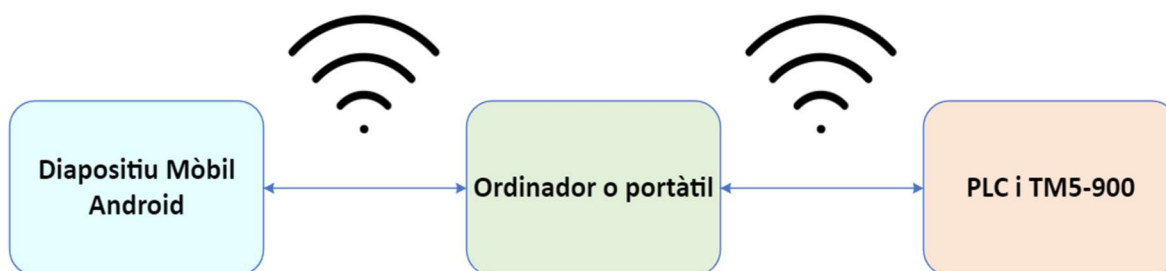 Diapositiu Mòbil
Android
Ordinador o portàtil
PLC i TM5-900